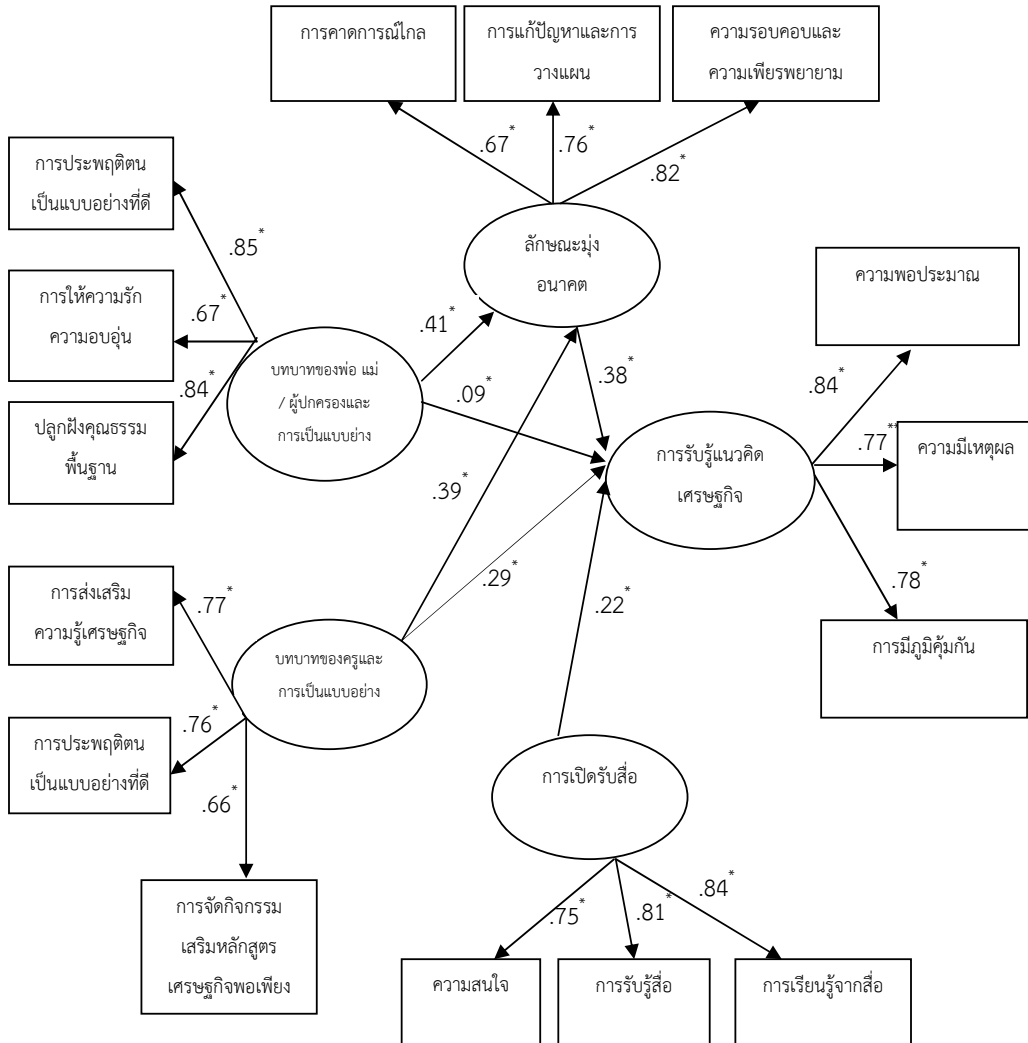 การคาดการณ์ไกล
การแก้ปัญหาและการ
วางแผน
ความรอบคอบและ
ความเพียรพยายาม
.67*
.76*
.82*
การประพฤติตน
เป็นแบบอย่างที่ดี
.85*
ลักษณะมุ่ง
อนาคต
การให้ความรัก
ความอบอุ่น
.67*
.84*
ปลูกฝังคุณธรรม
พื้นฐาน
บทบาทของพ่อ แม่
/ ผู้ปกครองและ
การเป็นแบบย่าง
.41*
.09*
.38*
ความพอประมาณ
.84*
การรับรู้แนวคิด
เศรษฐกิจ
.77**
ความมีเหตุผล
.78*
การมีภูมิคุ้มกัน
.39*
.29*
.22*
การส่งเสริม
ความรู้เศรษฐกิจ
.77*
บทบาทของครูและ
การเป็นแบบอย่าง
การประพฤติตน
เป็นแบบอย่างที่ดี
.76*
.66*
การจัดกิจกรรม
เสริมหลักสูตร
เศรษฐกิจพอเพียง
การเปิดรับสื่อ
.75*
.81*
.84*
ความสนใจ
การรับรู้สื่อ
การเรียนรู้จากสื่อ